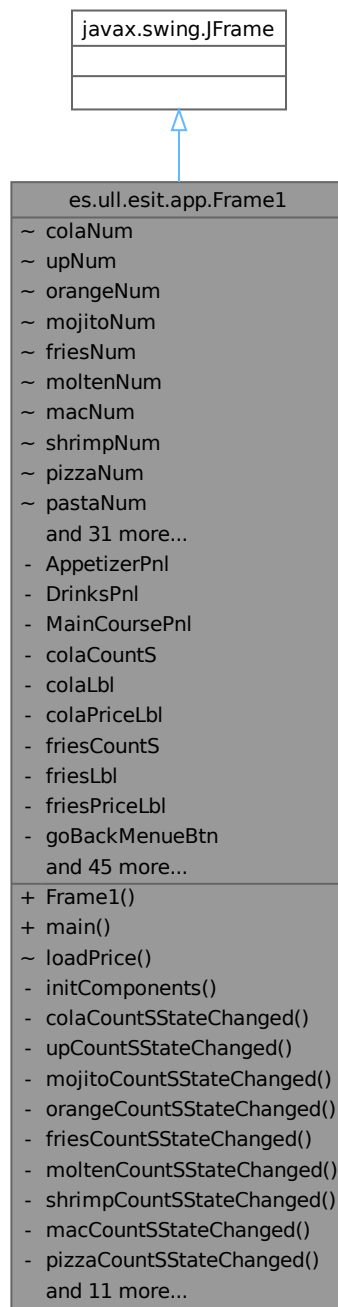 javax.swing.JFrame
es.ull.esit.app.Frame1
~ colaNum
~ upNum
~ orangeNum
~ mojitoNum
~ friesNum
~ moltenNum
~ macNum
~ shrimpNum
~ pizzaNum
~ pastaNum
and 31 more...
- AppetizerPnl
- DrinksPnl
- MainCoursePnl
- colaCountS
- colaLbl
- colaPriceLbl
- friesCountS
- friesLbl
- friesPriceLbl
- goBackMenueBtn
and 45 more...
+ Frame1()
+ main()
~ loadPrice()
- initComponents()
- colaCountSStateChanged()
- upCountSStateChanged()
- mojitoCountSStateChanged()
- orangeCountSStateChanged()
- friesCountSStateChanged()
- moltenCountSStateChanged()
- shrimpCountSStateChanged()
- macCountSStateChanged()
- pizzaCountSStateChanged()
and 11 more...